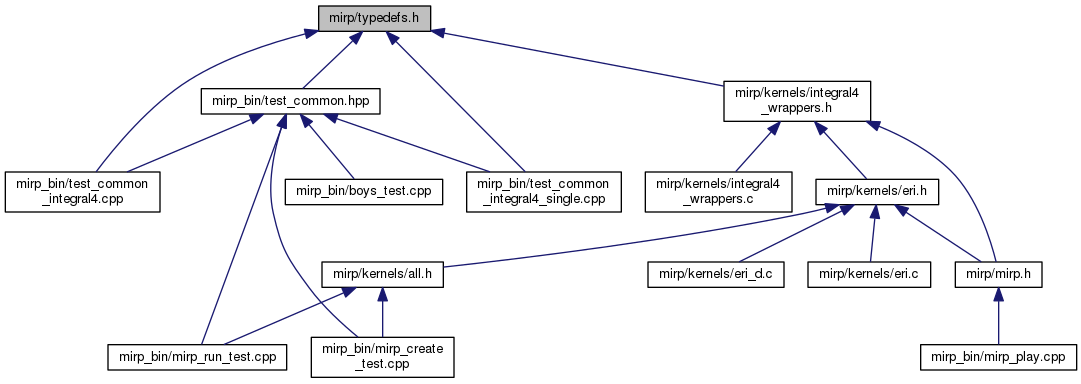 mirp/typedefs.h
mirp/kernels/integral4
_wrappers.h
mirp_bin/test_common.hpp
mirp_bin/test_common
_integral4.cpp
mirp_bin/boys_test.cpp
mirp_bin/test_common
_integral4_single.cpp
mirp/kernels/integral4
_wrappers.c
mirp/kernels/eri.h
mirp/kernels/all.h
mirp/kernels/eri_d.c
mirp/kernels/eri.c
mirp/mirp.h
mirp_bin/mirp_run_test.cpp
mirp_bin/mirp_create
_test.cpp
mirp_bin/mirp_play.cpp